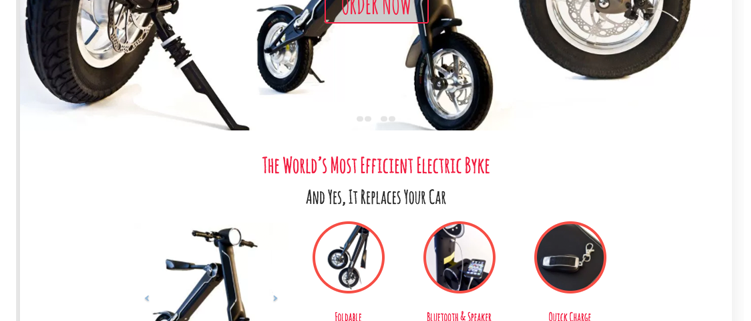 ORDER NOW
The World's Most Efficient Electric Byke
And Yes, It Replaces Your Car
Foldable
Bluetooth & Speaker
Quick Charge